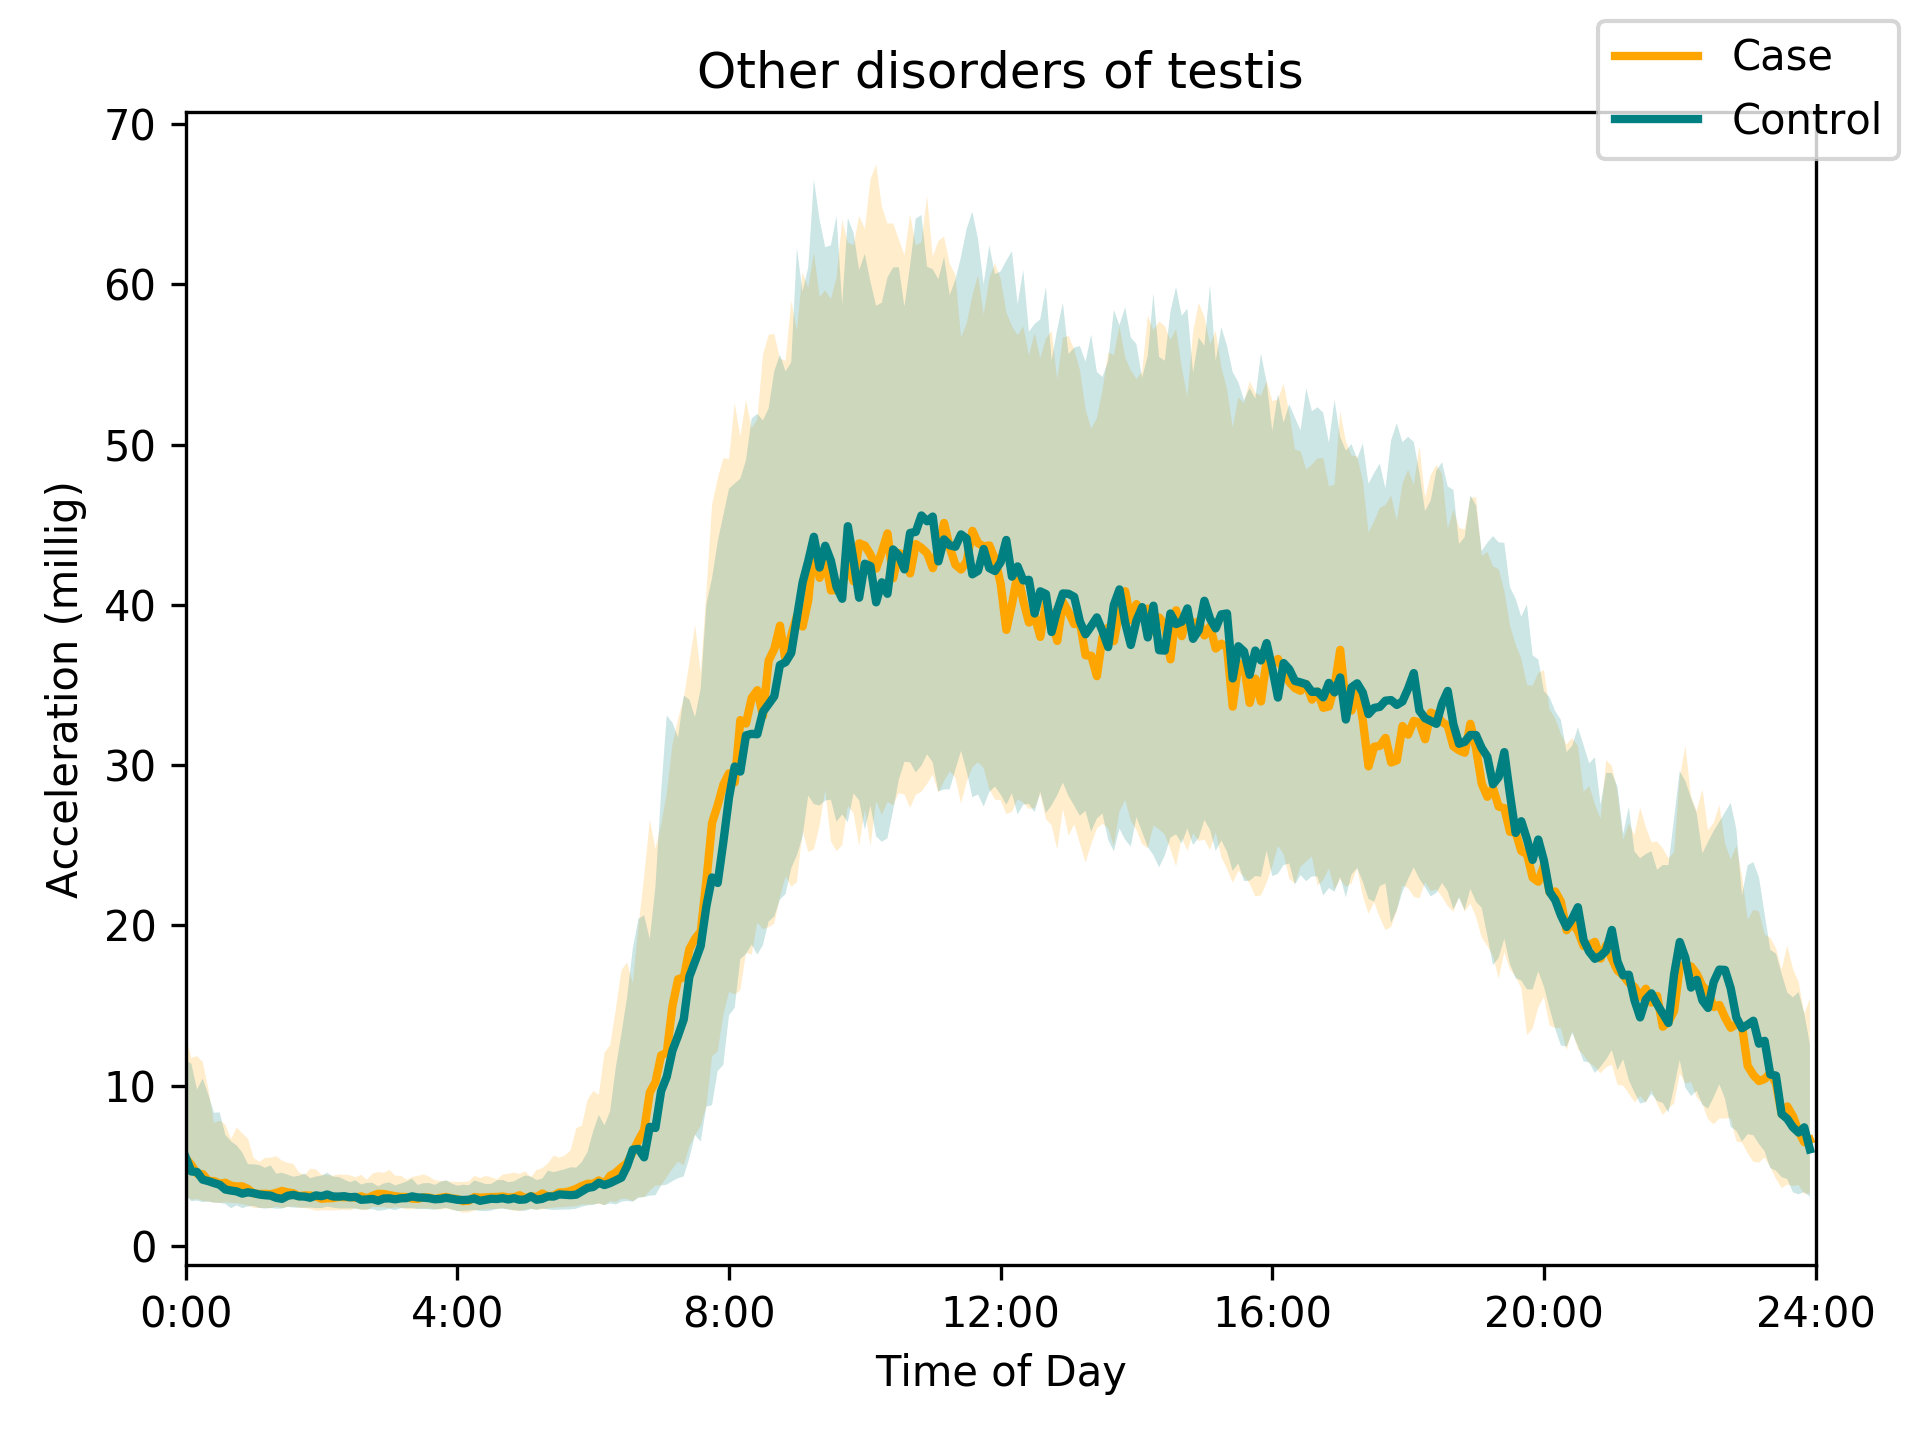 Other disorders of testis
Case
Control
Acceleration (millig)
70
60
50
40
30
20
10
0
0:00 4:00 8:00 12:00 16:00 20:00 24:00
Time of Day